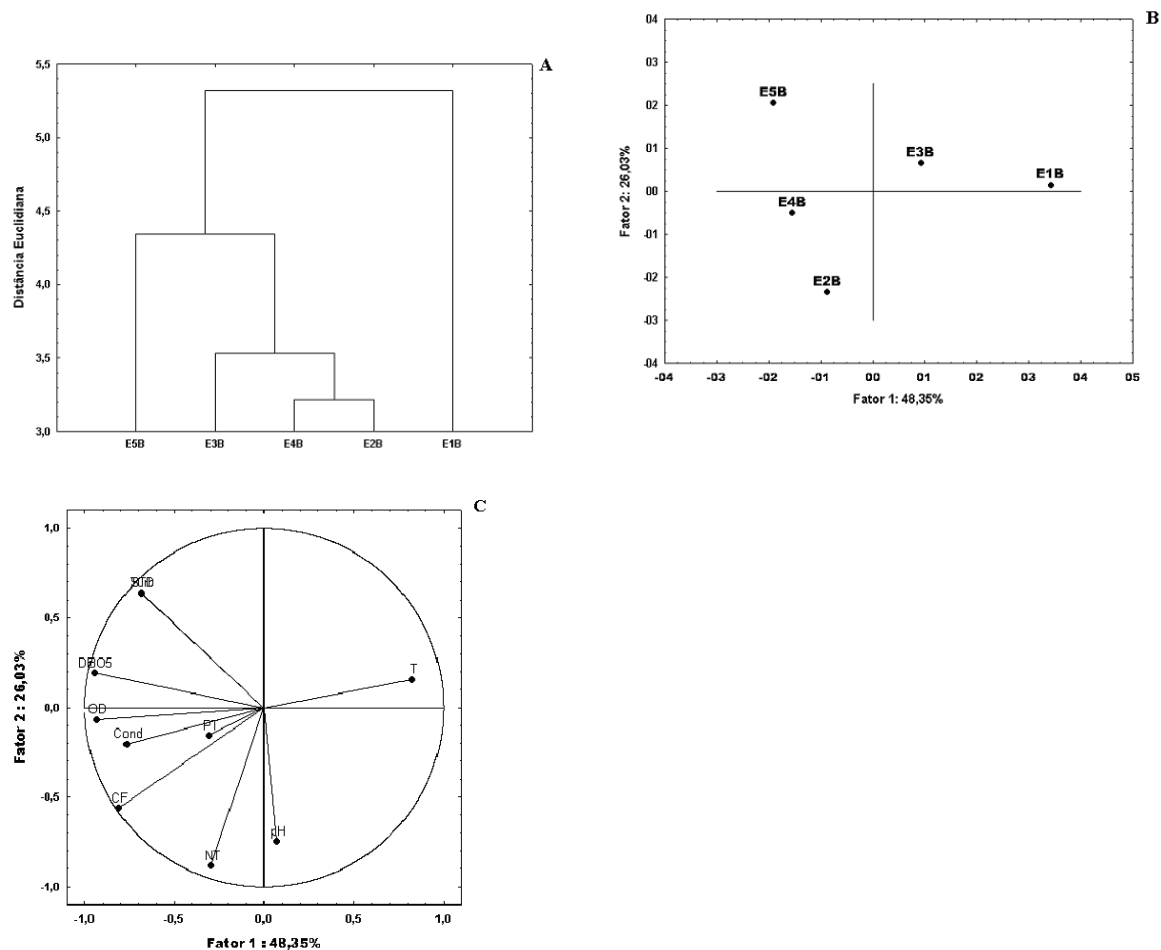 A
5,5
5,0
4,5
4,0
3,5
3,0
Distância Euclidiana
E5B E3B E4B E2B E1B
B
04
03
02
01
00
-01
-02
-03
-04
Fator 2: 26,03%
E5B
E3B
E1B
E4B
E2B
-04 -03 -02 -01 00 01 02 03 04 05
Fator 1: 48,35%
C
1,0
0,5
0,0
-0,5
-1,0
Fator 2 : 26,03%
DBO5
T
OD
PT
Cond
CF
pH
NT
-1,0 -0,5 0,0 0,5 1,0
Fator 1 : 48,35%